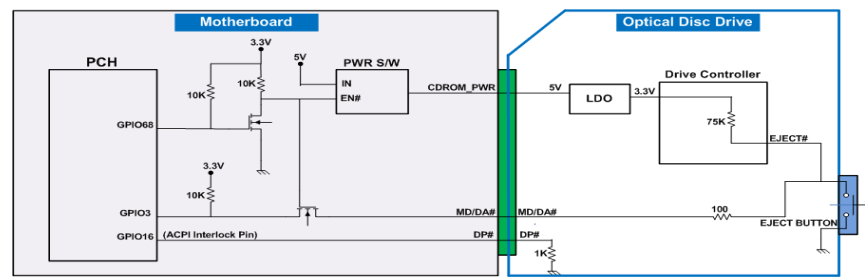 Motherboard
Optical Disc Drive
3.3V
PCH
5V
PWR S/W
Drive Controller
10K
10K
IN
EN#
CDROM_PWR
5V
LDO
3.3V
75K
GPIO68
EJECT#
3.3V
10K
GPIO3
MD/DA#
MD/DA#
100
EJECT BUTTON
GPIO16
(ACPI Interlock Pin)
DP#
DP#
1K